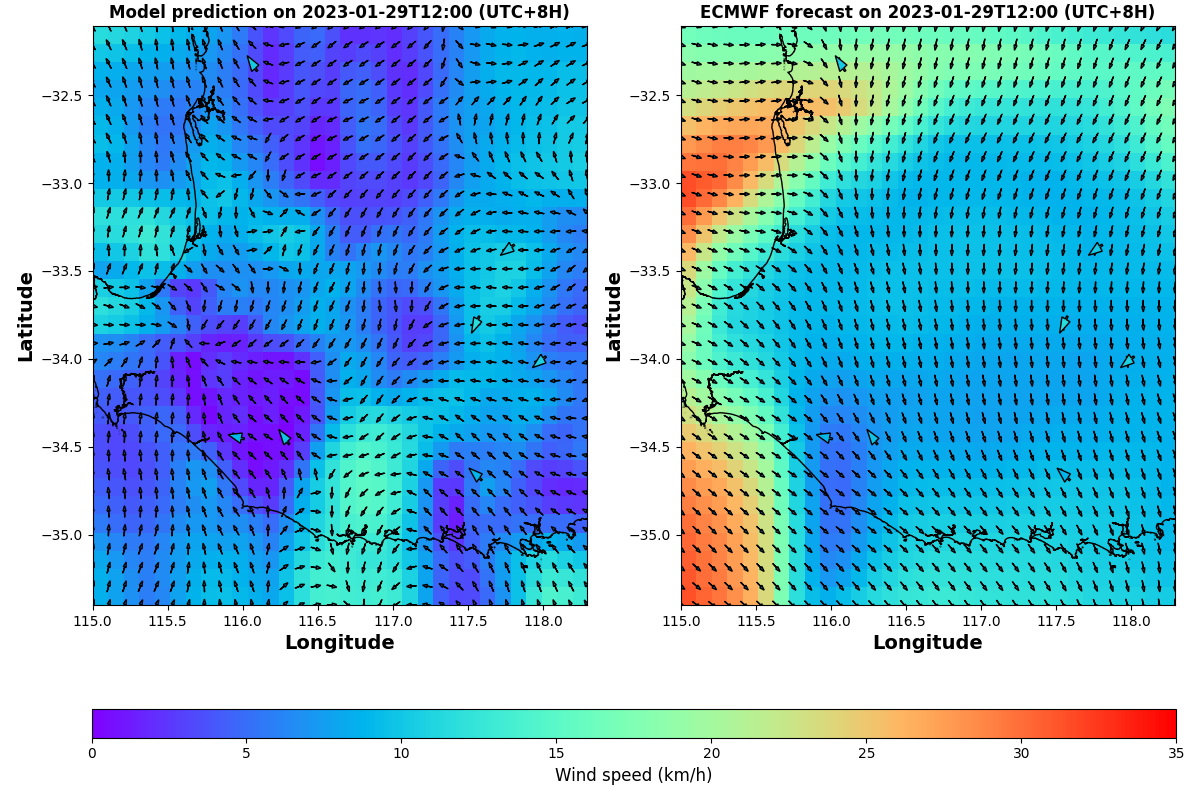 Model prediction on 2023-01-29T12:00 (UTC+8H)
ECMWF forecast on 2023-01-29T12:00 (UTC+8H)
Latitude
−32.5
−33.0
−33.5
−34.0
−34.5
−35.0
115.0 115.5 116.0 116.5 117.0 117.5 118.0
Longitude
Latitude
−32.5
−33.0
−33.5
−34.0
−34.5
−35.0
115.0 115.5 116.0 116.5 117.0 117.5 118.0
Longitude
0 5 10 15 20 25 30 35
Wind speed (km/h)